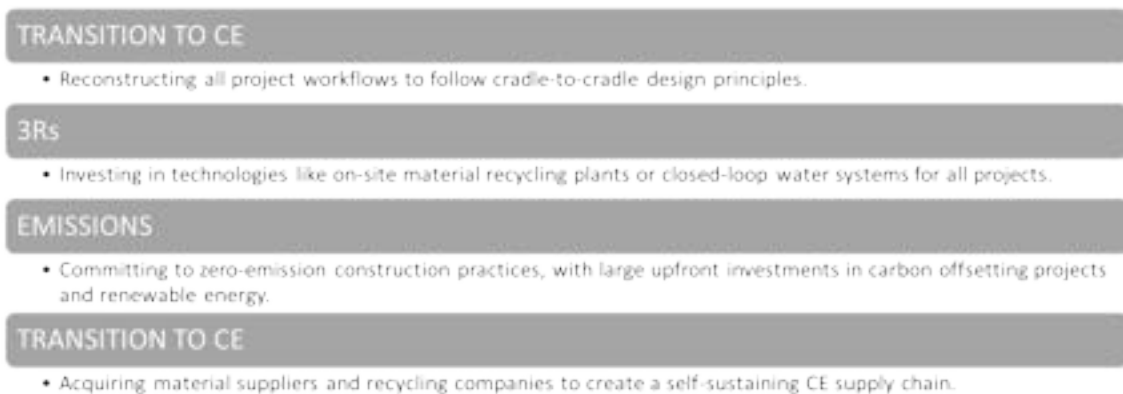 TRANSITION TO CE
• Reconstructing all project workflows to follow cradle-to-cradle design principles.
3Rs
• Investing in technologies like on-site material recycling plants or closed-loop water systems for all projects.
EMISSIONS
• Committing to zero-emission construction practices, with large upfront investments in carbon offsetting projects
and renewable energy.
TRANSITION TO CE
• Acquiring material suppliers and recycling companies to create a self-sustaining CE supply chain.